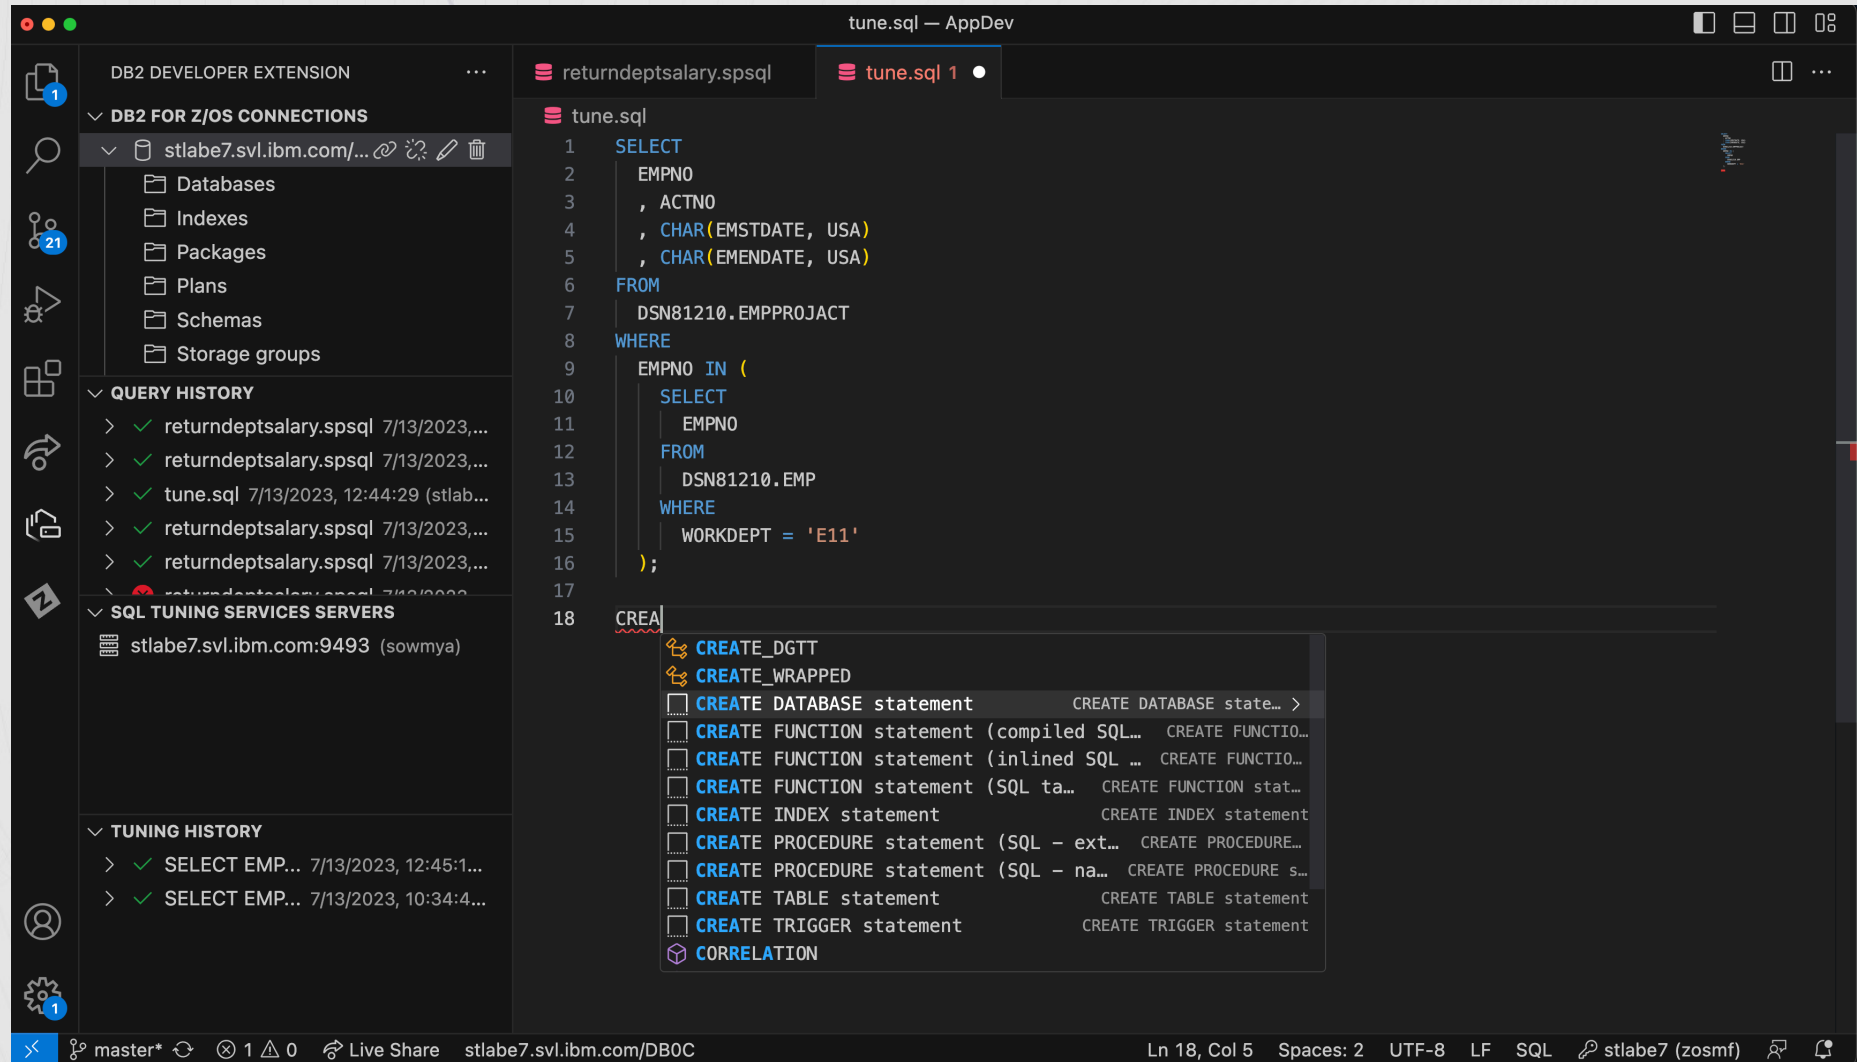 tune.sql — AppDev
1
21
1
DB2 DEVELOPER EXTENSION
DB2 FOR Z/OS CONNECTIONS
stlabe7.svl.ibm.com/...
Databases
Indexes
Packages
Plans
Schemas
Storage groups
QUERY HISTORY
returndeptsalary.spsql 7/13/2023,...
returndeptsalary.spsql 7/13/2023,...
tune.sql 7/13/2023, 12:44:29 (stlab...
returndeptsalary.spsql 7/13/2023,...
returndeptsalary.spsql 7/13/2023,...
returndeptsalary.spsql 7/13/2023
SQL TUNING SERVICES SERVERS
stlabe7.svl.ibm.com:9493 (sowmya)
TUNING HISTORY
SELECT EMP... 7/13/2023, 12:45:1...
SELECT EMP... 7/13/2023, 10:34:4...
returndeptsalary.spsql
tune.sql 1
tune.sql
1 SELECT
2 EMPNO
3 , ACTNO
4 , CHAR(EMSTDATE, USA)
5 , CHAR(EMENDATE, USA)
6 FROM
7 DSN81210.EMPPROJACT
8 WHERE
9 EMPNO IN (
10 SELECT
11 EMPNO
12 FROM
13 DSN81210.EMP
14 WHERE
15 WORKDEPT = 'E11'
16 );
17
18 CREA
CREATE_DGTT
CREATE_WRAPPED
CREATE DATABASE statement CREATE DATABASE state...
CREATE FUNCTION statement (compiled SQL... CREATE FUNCTIO...
CREATE FUNCTION statement (inlined SQL ... CREATE FUNCTIO...
CREATE FUNCTION statement (SQL ta... CREATE FUNCTION stat...
CREATE INDEX statement CREATE INDEX statement
CREATE PROCEDURE statement (SQL – ext... CREATE PROCEDURE...
CREATE PROCEDURE statement (SQL – na... CREATE PROCEDURE s...
CREATE TABLE statement CREATE TABLE statement
CREATE TRIGGER statement CREATE TRIGGER statement
CORRELATION
master* 1 0 Live Share stlabe7.svl.ibm.com/DB0C Ln 18, Col 5 Spaces: 2 UTF-8 LF SQL stlabe7 (zosmf)